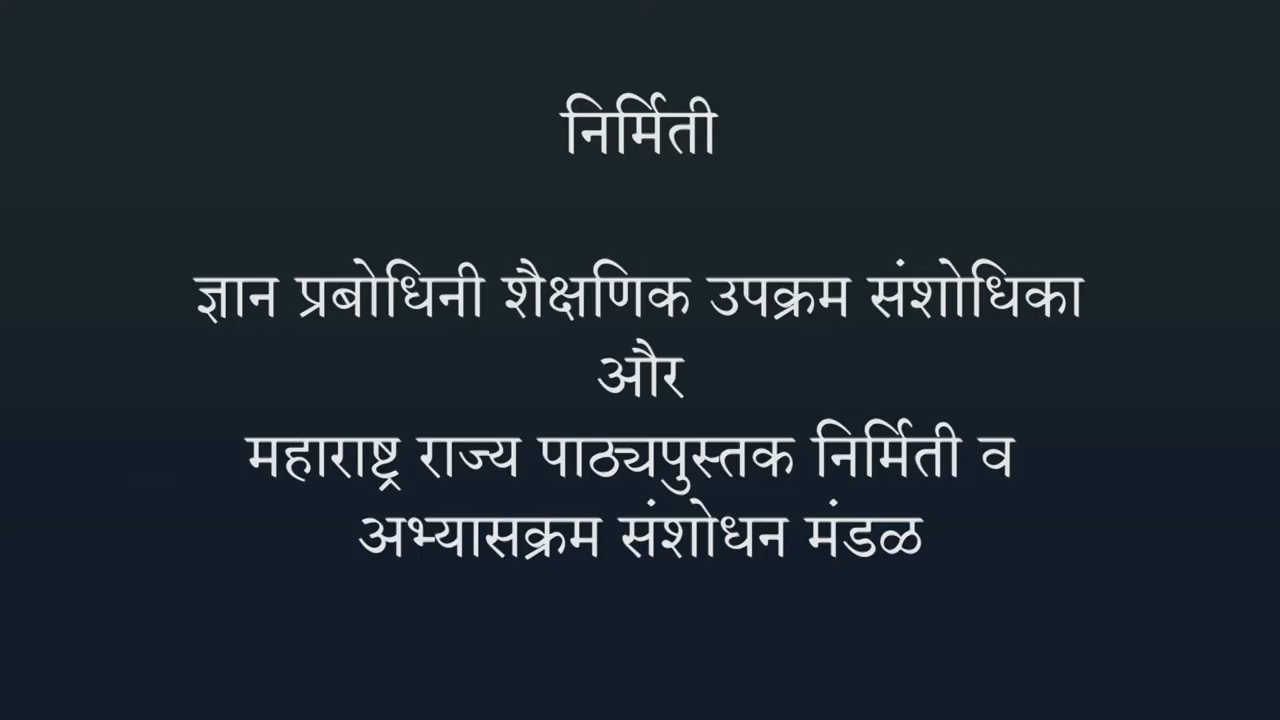 निर्मिती
ज्ञान प्रबोधिनी शैक्षणिक उपक्रम संशोधिका
और
महाराष्ट्र राज्य पाठ्यपुस्तक निर्मिती व
अभ्यासक्रम संशोधन मंडळ